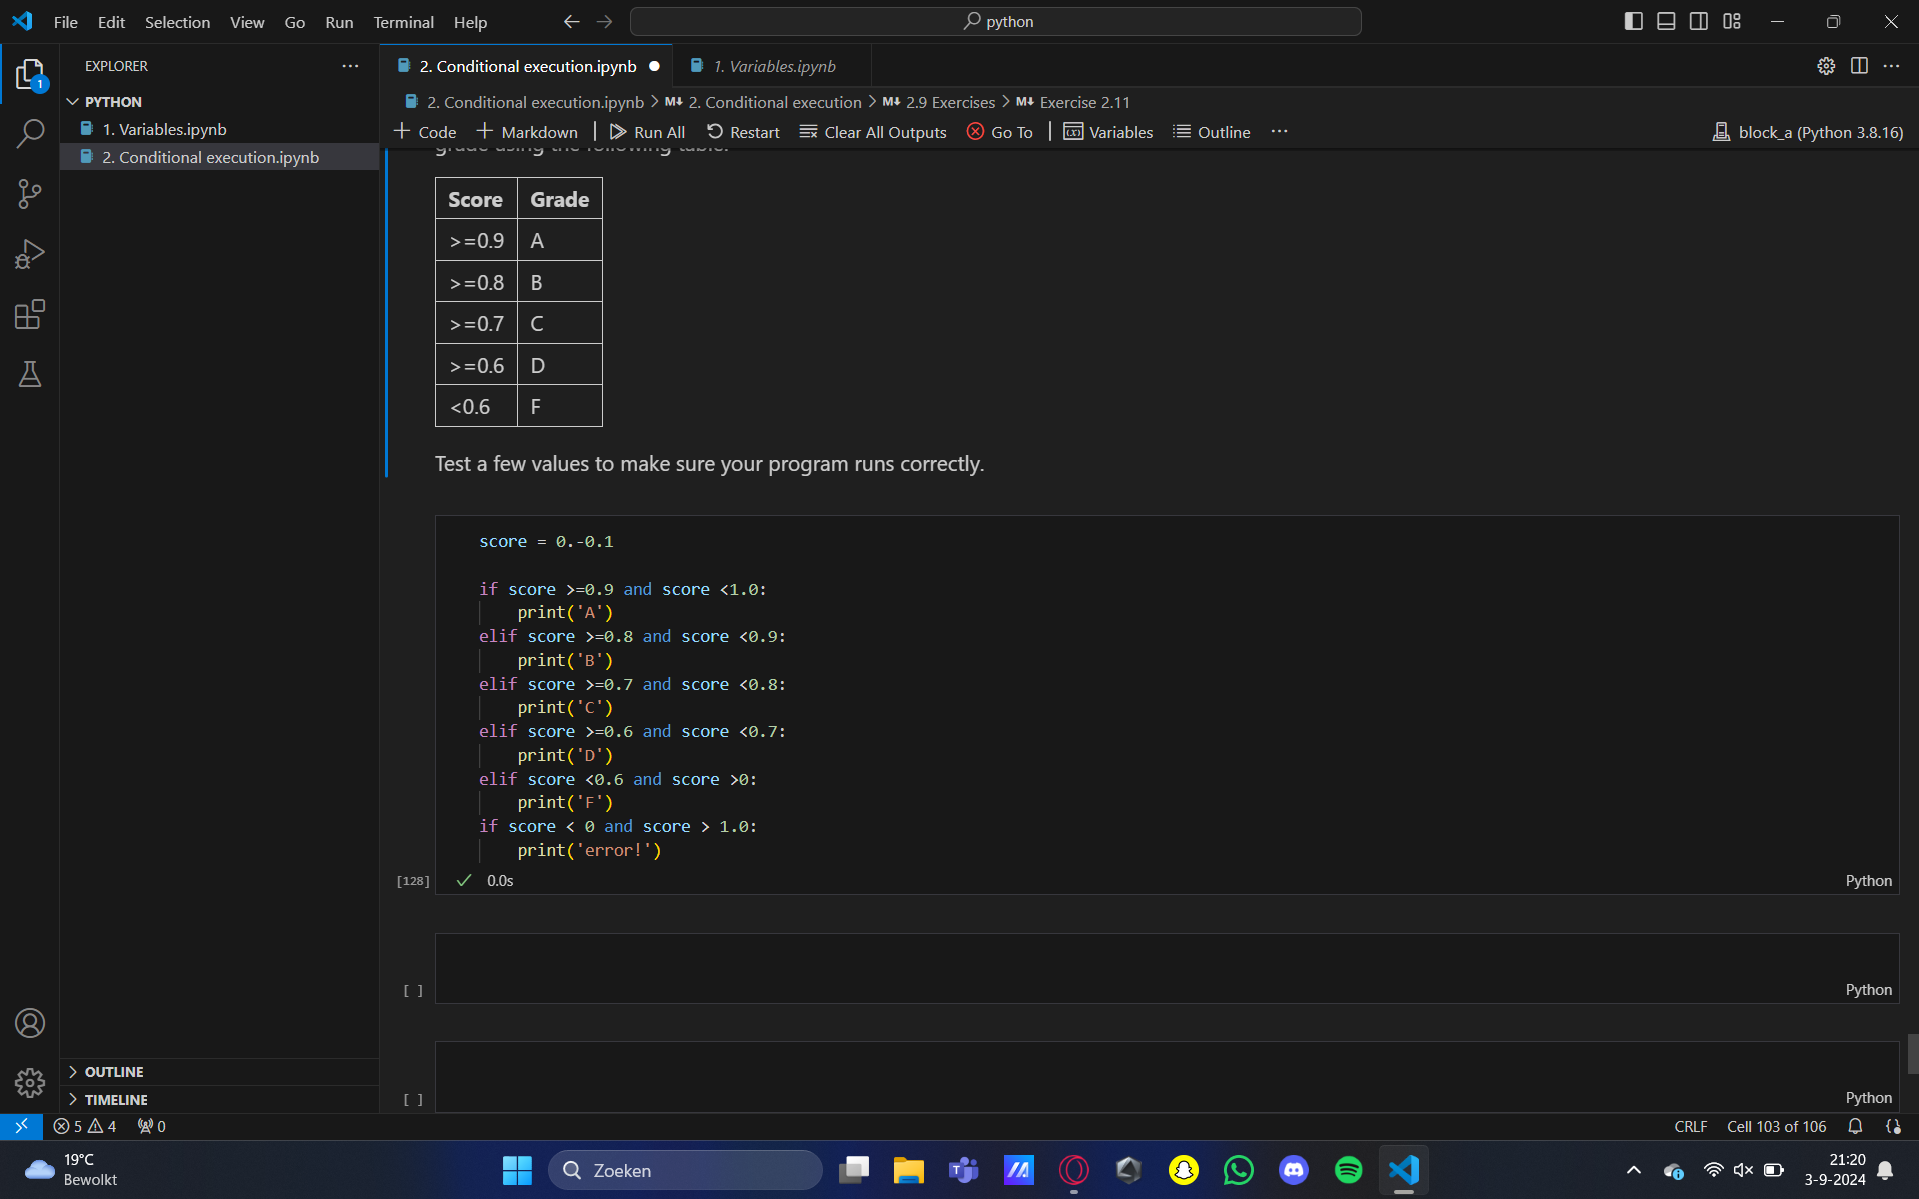 File Edit Selection View Go Run Terminal Help
python
EXPLORER
PYTHON
1. Variables.ipynb
2. Conditional execution.ipynb
OUTLINE
TIMELINE
1
2. Conditional execution.ipynb
1. Variables.ipynb
2. Conditional execution.ipynb > M↓ 2. Conditional execution > M↓ 2.9 Exercises > M↓ Exercise 2.11
+ Code + Markdown | Run All Restart Clear All Outputs Go To | Variables Outline ...
block_a (Python 3.8.16)
grade using the following table:
Score Grade
>=0.9 A
>=0.8 B
>=0.7 C
>=0.6 D
<0.6 F
Test a few values to make sure your program runs correctly.
score = 0.-0.1
if score >=0.9 and score <1.0:
print('A')
elif score >=0.8 and score <0.9:
print('B')
elif score >=0.7 and score <0.8:
print('C')
elif score >=0.6 and score <0.7:
print('D')
elif score <0.6 and score >0:
print('F')
if score < 0 and score > 1.0:
print('error!')
[128] 0.0s Python
[ ] Python
[ ] Python
5 4 0
CRLF Cell 103 of 106
19°C
Bewolkt
Zoeken
21:20
3-9-2024